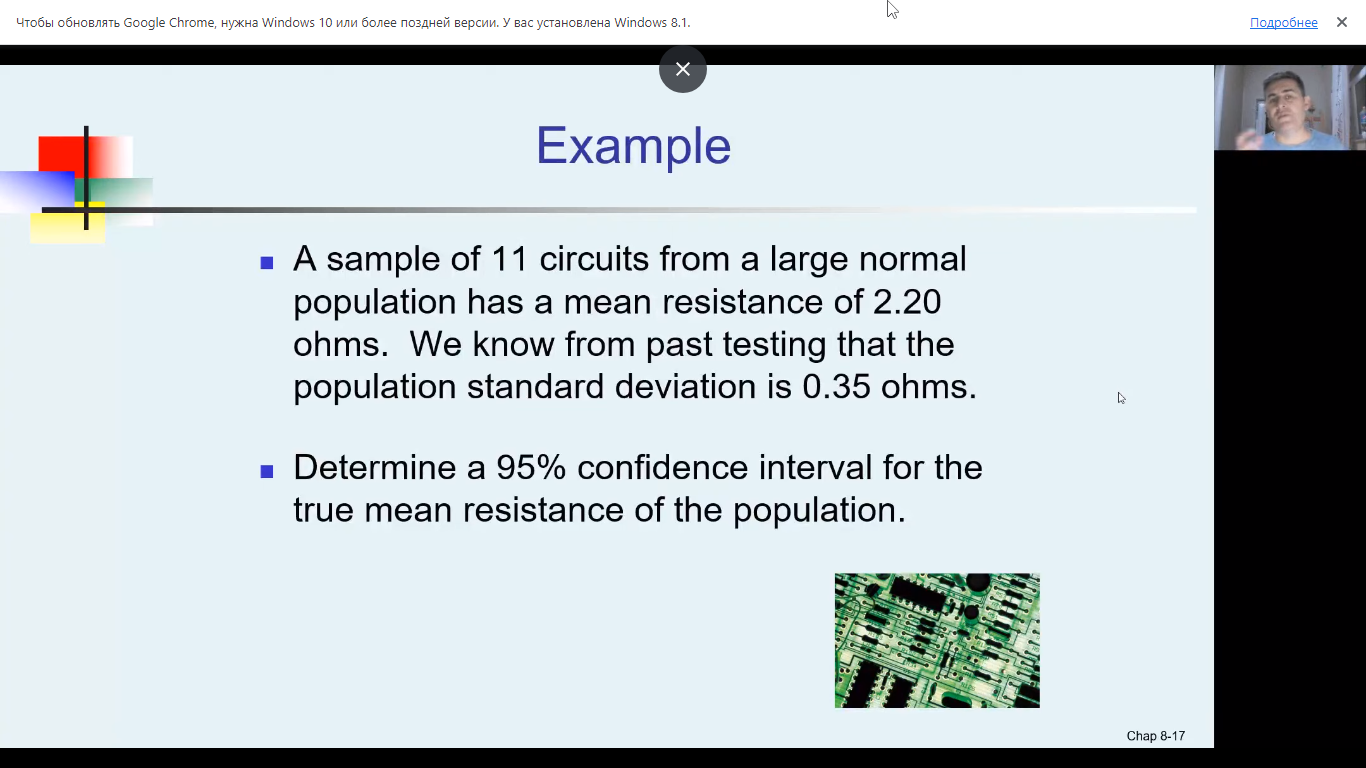 Чтобы обновлять Google Chrome, нужна Windows 10 или более поздней версии. У вас установлена Windows 8.1.
Подробнее
Example
A sample of 11 circuits from a large normal
population has a mean resistance of 2.20
ohms.  We know from past testing that the
population standard deviation is 0.35 ohms.
Determine a 95% confidence interval for the
true mean resistance of the population.
Chap 8-17